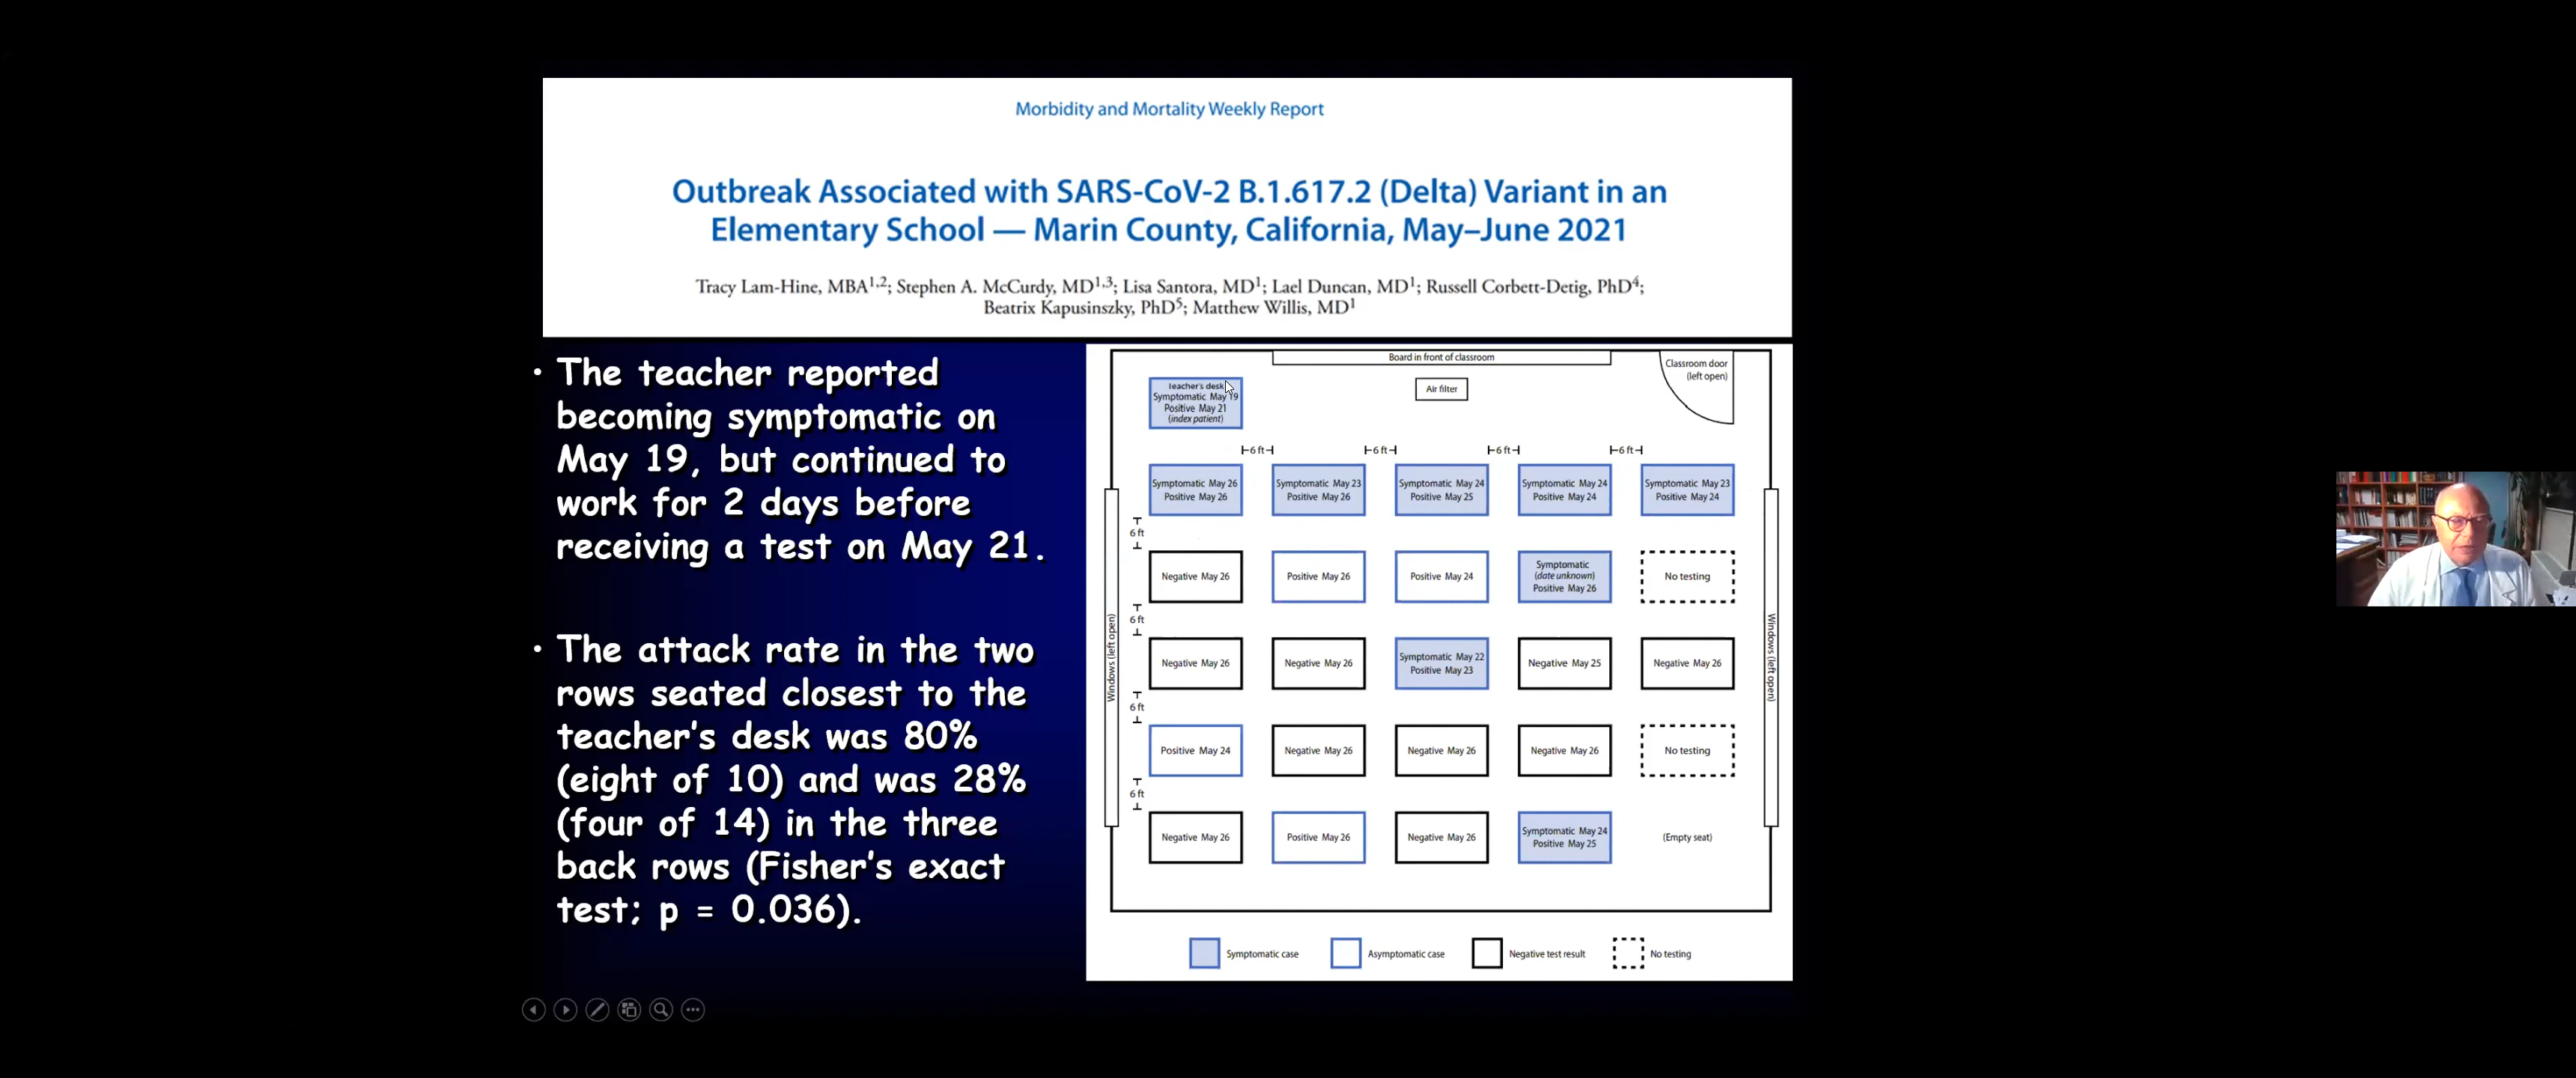 Morbidity and Mortality Weekly Report
Outbreak Associated with SARS-CoV-2 B.1.617.2 (Delta) Variant in an
Elementary School — Marin County, California, May–June 2021
Tracy Lam-Hine, MBA1,2; Stephen A. McCurdy, MD1,3; Lisa Santora, MD1; Lael Duncan, MD1; Russell Corbett-Detig, PhD4;
Beatrix Kapusinszky, PhD5; Matthew Willis, MD1
• The teacher reported
becoming symptomatic on
May 19, but continued to
work for 2 days before
receiving a test on May 21.
• The attack rate in the two
rows seated closest to the
teacher's desk was 80%
(eight of 10) and was 28%
(four of 14) in the three
back rows (Fisher's exact
test; p = 0.036).
Board in front of classroom
Classroom door
(left open)
Teacher's desk
Symptomatic May 19
Positive May 21
(index patient)
Air filter
6 ft
6 ft
6 ft
6 ft
Symptomatic May 26
Positive May 26
Symptomatic May 23
Positive May 26
Symptomatic May 24
Positive May 25
Symptomatic May 24
Positive May 24
Symptomatic May 23
Positive May 24
6 ft
Negative May 26
Positive May 26
Positive May 24
Symptomatic
(date unknown)
Positive May 26
No testing
6 ft
Windows (left open)
Windows (left open)
Negative May 26
Negative May 26
Symptomatic May 22
Positive May 23
Negative May 25
Negative May 26
6 ft
Positive May 24
Negative May 26
Negative May 26
Negative May 26
No testing
6 ft
Negative May 26
Positive May 26
Negative May 26
Symptomatic May 24
Positive May 25
(Empty seat)
Symptomatic case
Asymptomatic case
Negative test result
No testing